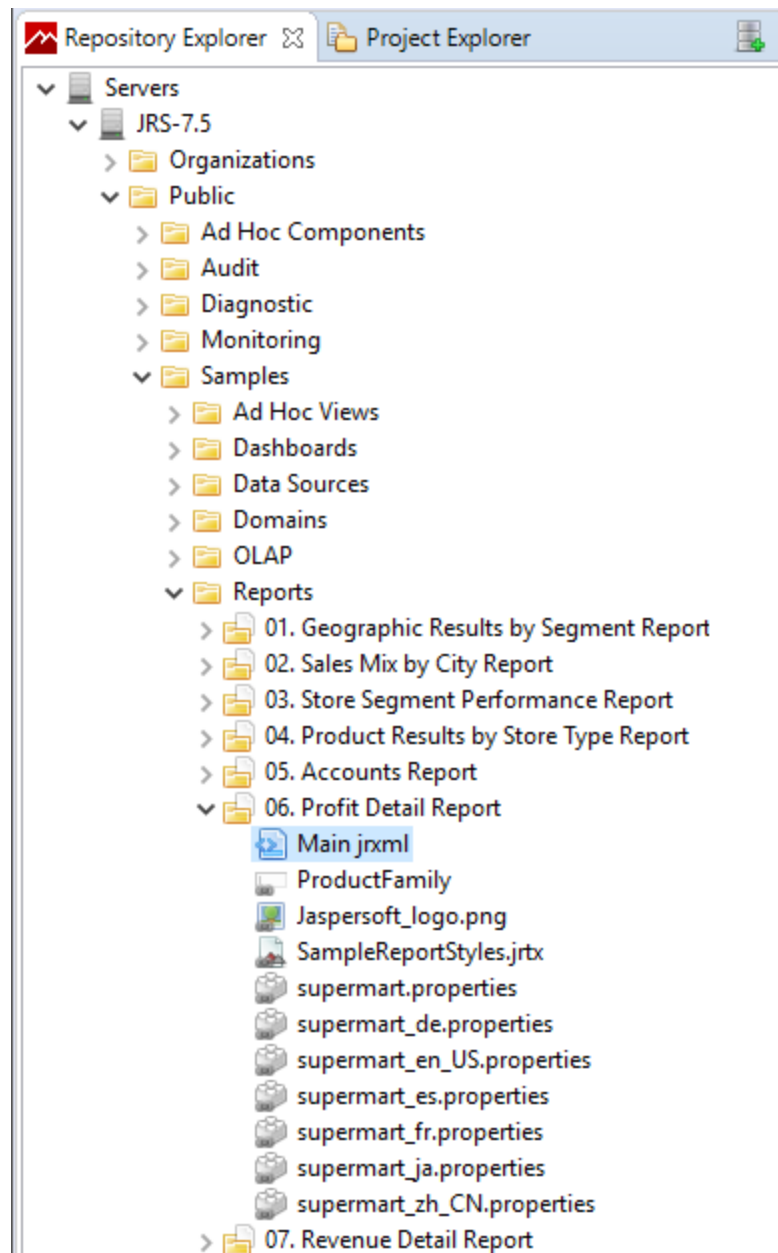 Repository Explorer Project Explorer
Servers
JRS-7.5
Organizations
Public
Ad Hoc Components
Audit
Diagnostic
Monitoring
Samples
Ad Hoc Views
Dashboards
Data Sources
Domains
OLAP
Reports
01. Geographic Results by Segment Report
02. Sales Mix by City Report
03. Store Segment Performance Report
04. Product Results by Store Type Report
05. Accounts Report
06. Profit Detail Report
Main jrxml
ProductFamily
Jaspersoft_logo.png
SampleReportStyles.jrtx
supermart.properties
supermart_de.properties
supermart_en_US.properties
supermart_es.properties
supermart_fr.properties
supermart_ja.properties
supermart_zh_CN.properties
07. Revenue Detail Report